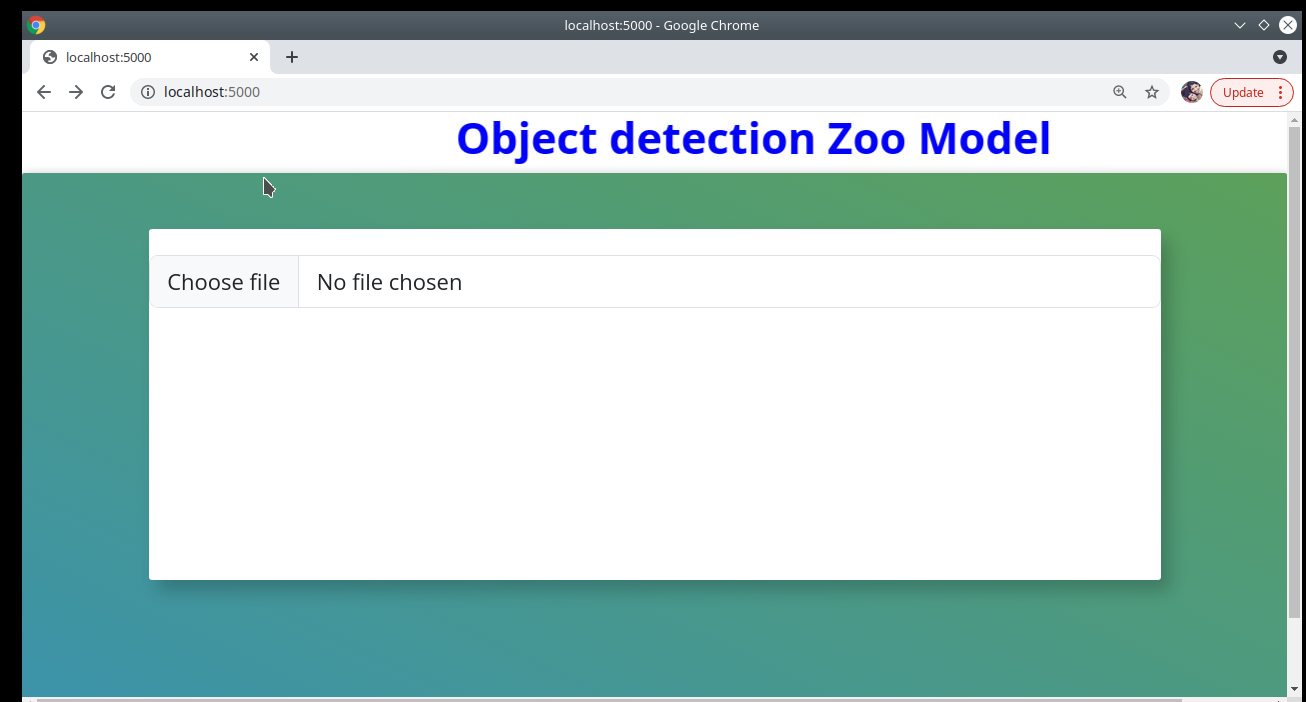 localhost:5000 - Google Chrome
localhost:5000
localhost:5000
Update
Object detection Zoo Model
Choose file
No file chosen